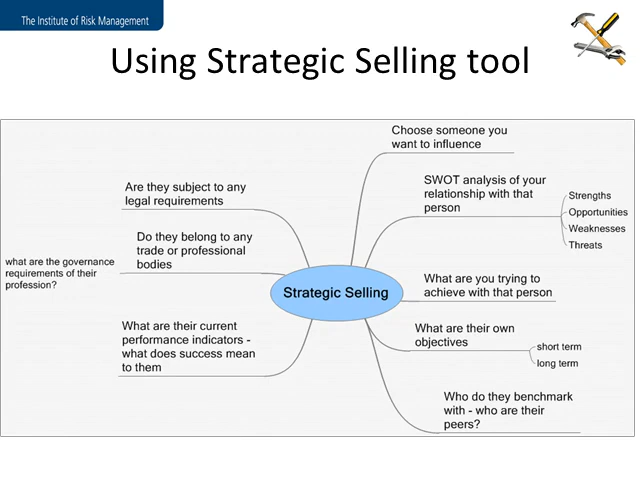 The Institute of Risk Management
Using Strategic Selling tool
Choose someone you
want to influence
SWOT analysis of your
relationship with that
person
Strengths
Opportunities
Weaknesses
Threats
What are you trying to
achieve with that person
What are their own
objectives
short term
long term
Who do they benchmark
with - who are their
peers?
Strategic Selling
Are they subject to any
legal requirements
Do they belong to any
trade or professional
bodies
what are the governance
requirements of their
profession?
What are their current
performance indicators -
what does success mean
to them